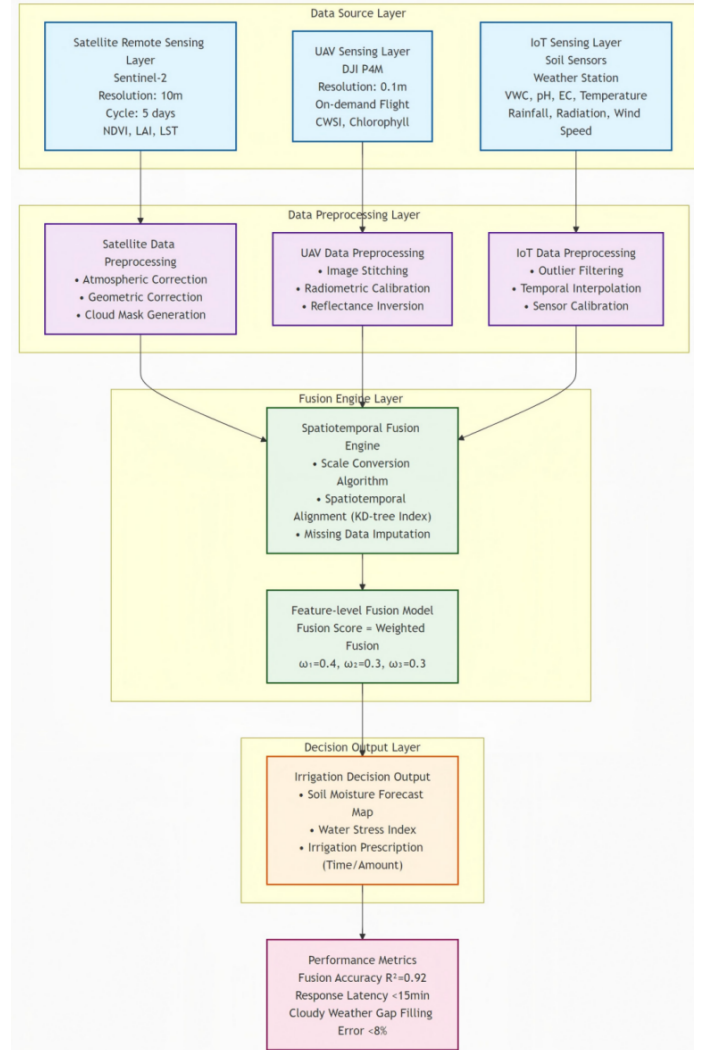 Data Source Layer
Satellite Remote Sensing
Layer
Sentinel-2
Resolution: 10m
Cycle: 5 days
NDVI, LAI, LST
UAV Sensing Layer
DJI P4M
Resolution: 0.1m
On-demand Flight
CWSI, Chlorophyll
IoT Sensing Layer
Soil Sensors
Weather Station
VWC, pH, EC, Temperature
Rainfall, Radiation, Wind
Speed
Data Preprocessing Layer
Satellite Data
Preprocessing
• Atmospheric Correction
• Geometric Correction
• Cloud Mask Generation
UAV Data Preprocessing
• Image Stitching
• Radiometric Calibration
• Reflectance Inversion
IoT Data Preprocessing
• Outlier Filtering
• Temporal Interpolation
• Sensor Calibration
Fusion Engine Layer
Spatiotemporal Fusion
Engine
• Scale Conversion
Algorithm
• Spatiotemporal
Alignment (KD-tree Index)
• Missing Data Imputation
Feature-level Fusion Model
Fusion Score = Weighted
Fusion
ω₁=0.4, ω₂=0.3, ω₃=0.3
Decision Output Layer
Irrigation Decision Output
• Soil Moisture Forecast
Map
• Water Stress Index
• Irrigation Prescription
(Time/Amount)
Performance Metrics
Fusion Accuracy R²=0.92
Response Latency <15min
Cloudy Weather Gap Filling
Error <8%